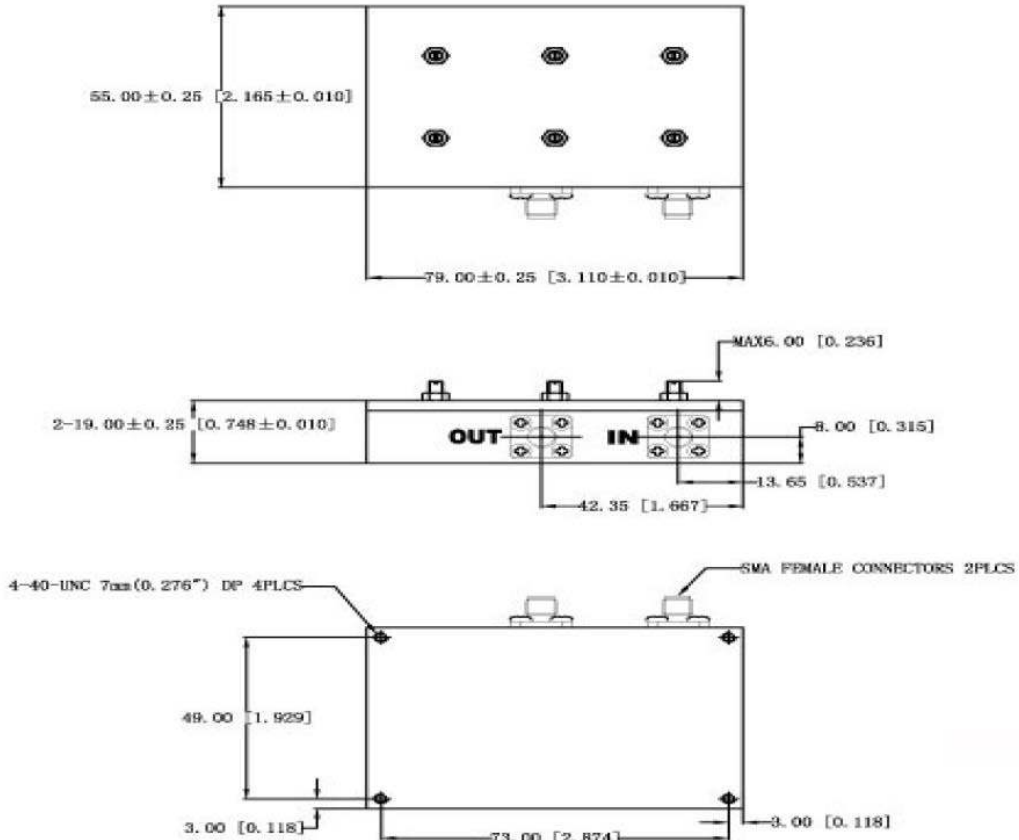 55.00±0.25 [2.165±0.010]
79.00±0.25 [3.110±0.010]
MAX6.00 [0.236]
2-19.00±0.25 [0.748±0.010]
OUT
IN
8.00 [0.315]
13.65 [0.537]
42.35 [1.667]
SMA FEMALE CONNECTORS 2PLCS
4-40-UNC 7mm(0.276") DP 4PLCS
49.00 [1.929]
3.00 [0.118]
73.00 [2.874]
3.00 [0.118]